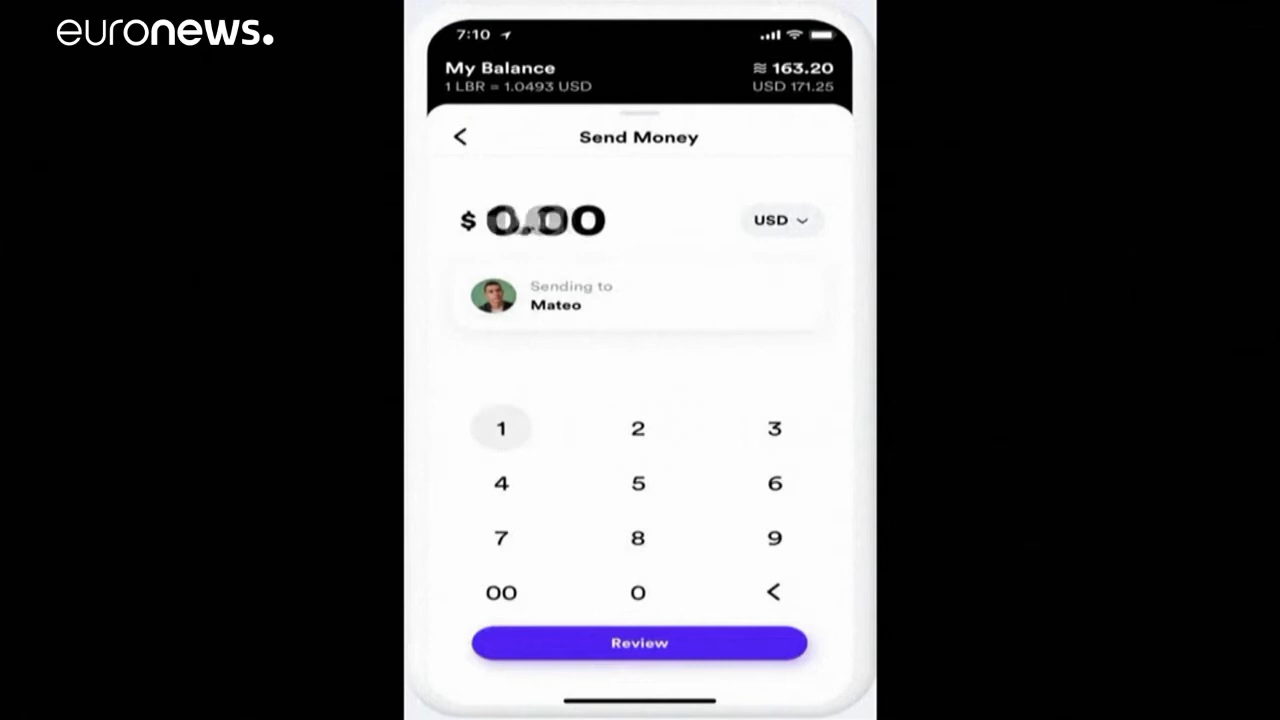 euronews.
7:10
My Balance
≋ 163.20
1 LBR = 1.0493 USD
USD 171.25
Send Money
$ 0.00
USD
Sending to
Mateo
1 2 3
4 5 6
7 8 9
00 0 <
Review